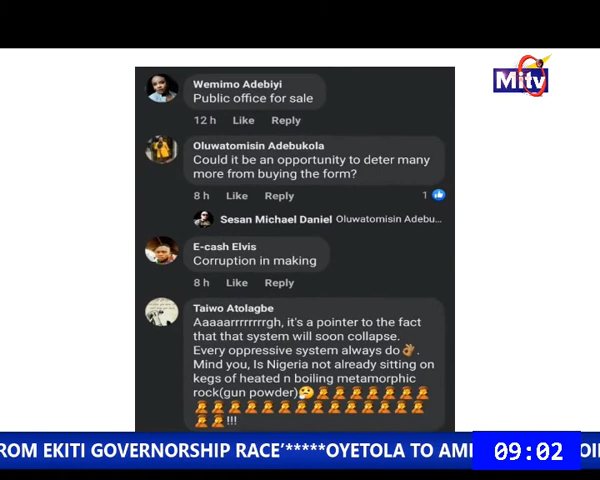 Mitv
Wemimo Adebiyi
Public office for sale
12 h Like Reply
Oluwatomisin Adebukola
Could it be an opportunity to deter many
more from buying the form?
8 h Like Reply 1
Sesan Michael Daniel Oluwatomisin Adebu...
E-cash Elvis
Corruption in making
8 h Like Reply
Taiwo Atolagbe
Aaaaarrrrrrrgh, it's a pointer to the fact
that that system will soon collapse.
Every oppressive system always do👌.
Mind you, Is Nigeria not already sitting on
kegs of heated n boiling metamorphic
rock(gun powder)
!!!
ROM EKITI GOVERNORSHIP RACE'*****OYETOLA TO AM
09:02